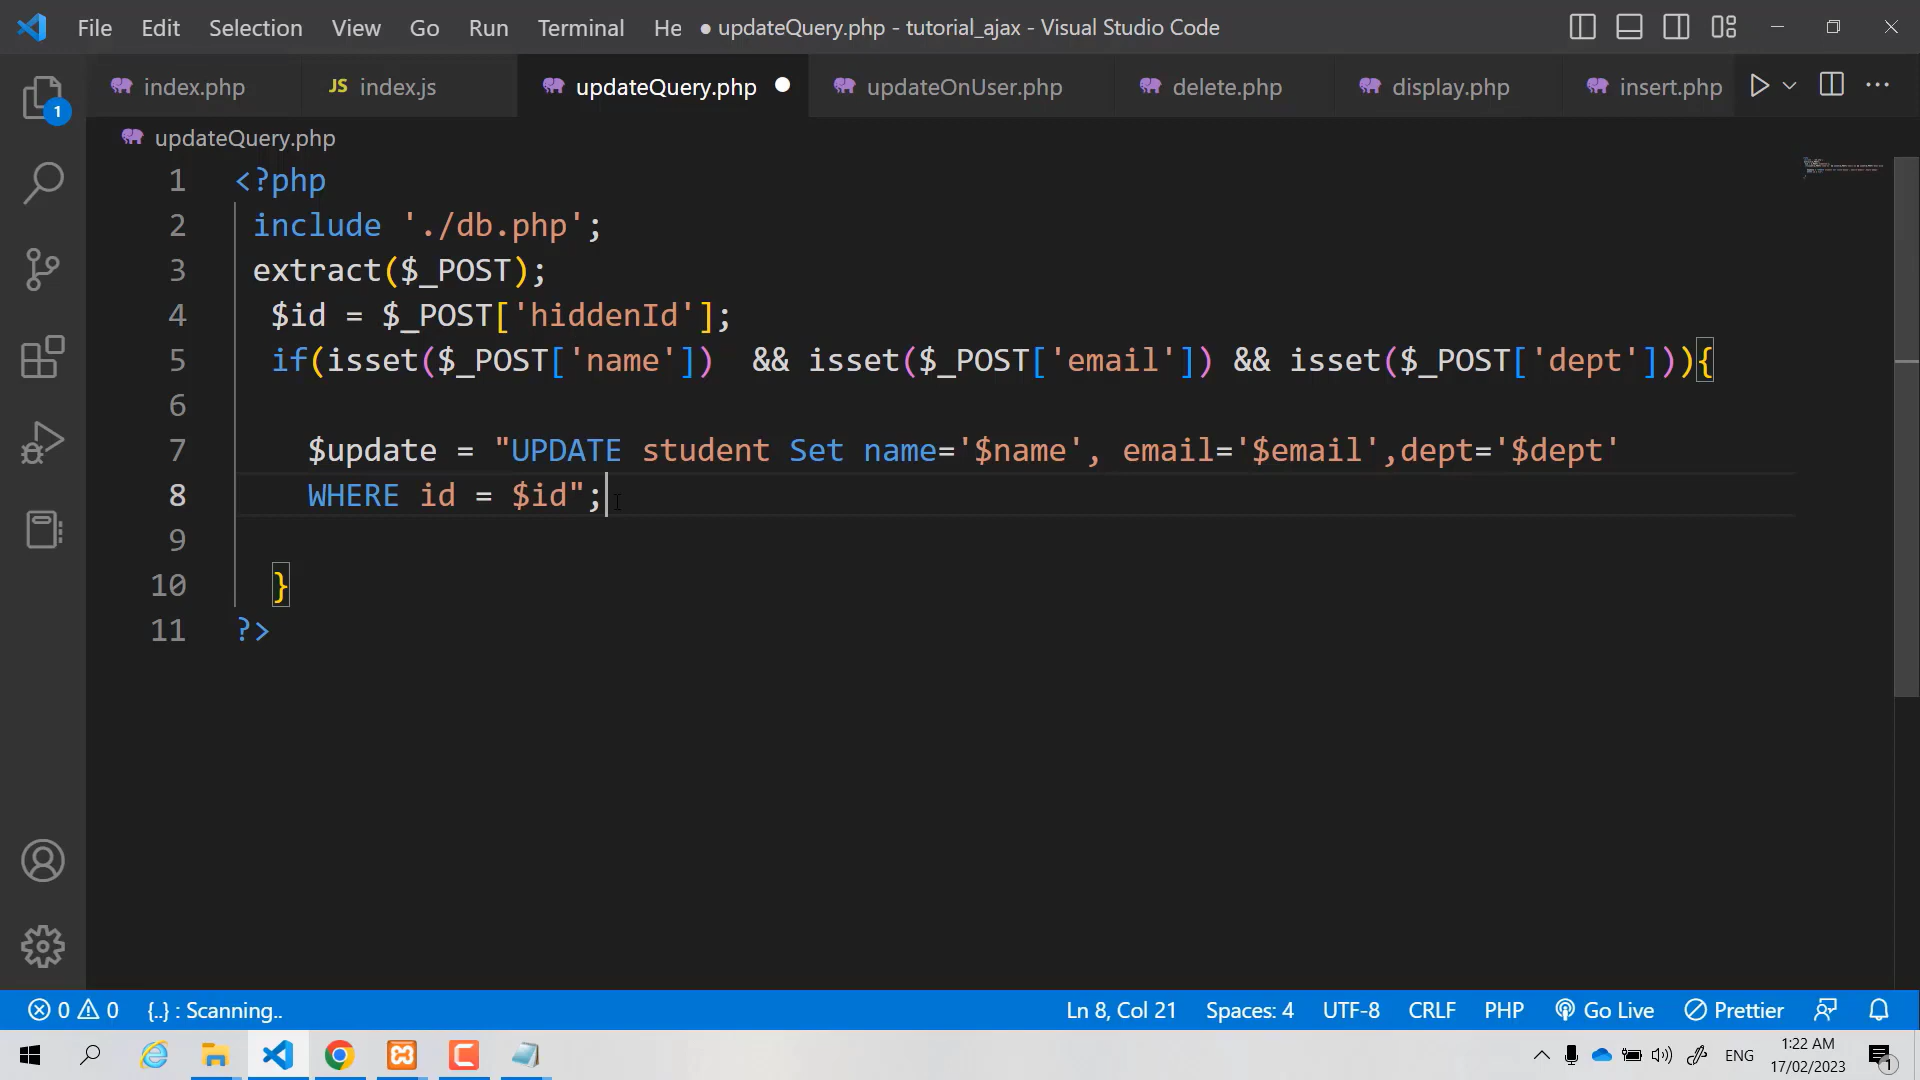 File Edit Selection View Go Run Terminal He ● updateQuery.php - tutorial_ajax - Visual Studio Code
index.php JS index.js updateQuery.php updateOnUser.php delete.php display.php insert.php
1 updateQuery.php
1 <?php
2 include './db.php';
3 extract($_POST);
4 $id = $_POST['hiddenId'];
5 if(isset($_POST['name']) && isset($_POST['email']) && isset($_POST['dept'])){
6
7 $update = "UPDATE student Set name='$name', email='$email',dept='$dept'
8 WHERE id = $id";
9
10 }
11 ?>
0 0 {..} : Scanning.. Ln 8, Col 21 Spaces: 4 UTF-8 CRLF PHP Go Live Prettier
ENG 1:22 AM 1
17/02/2023